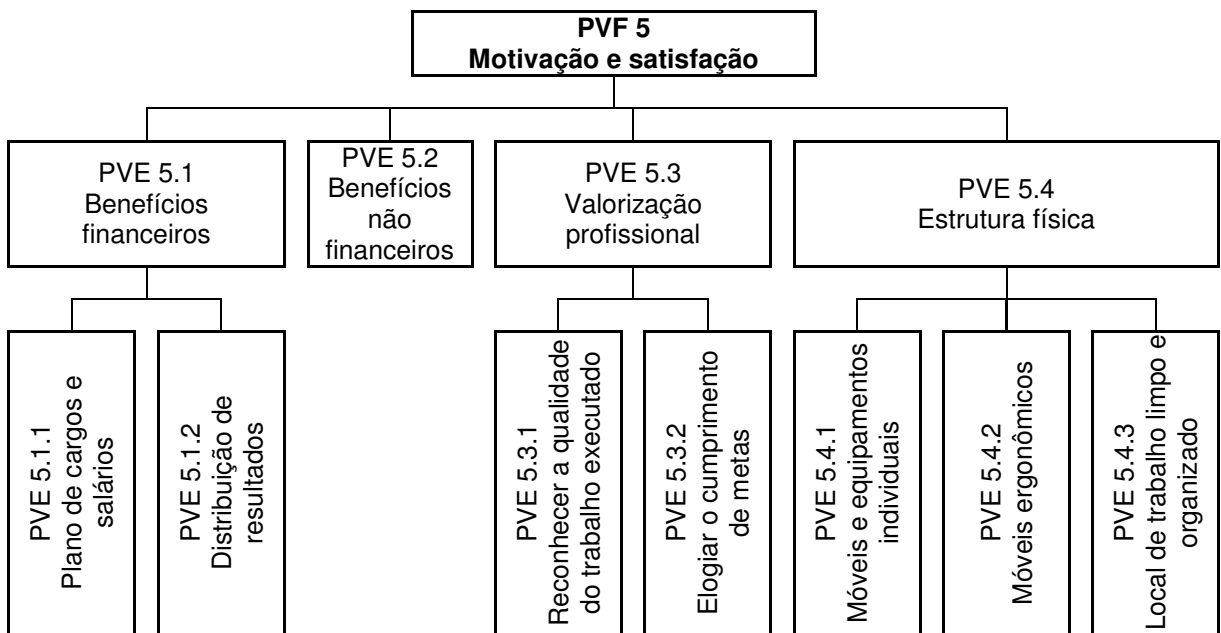 PVF 5
Motivação e satisfação
PVE 5.1
Benefícios
financeiros
PVE 5.2
Benefícios
não
financeiros
PVE 5.3
Valorização
profissional
PVE 5.4
Estrutura física
PVE 5.1.1
Plano de cargos e
salários
PVE 5.1.2
Distribuição de
resultados
PVE 5.3.1
Reconhecer a qualidade
do trabalho executado
PVE 5.3.2
Elogiar o cumprimento
de metas
PVE 5.4.1
Móveis e equipamentos
individuais
PVE 5.4.2
Móveis ergonômicos
PVE 5.4.3
Local de trabalho limpo e
organizado